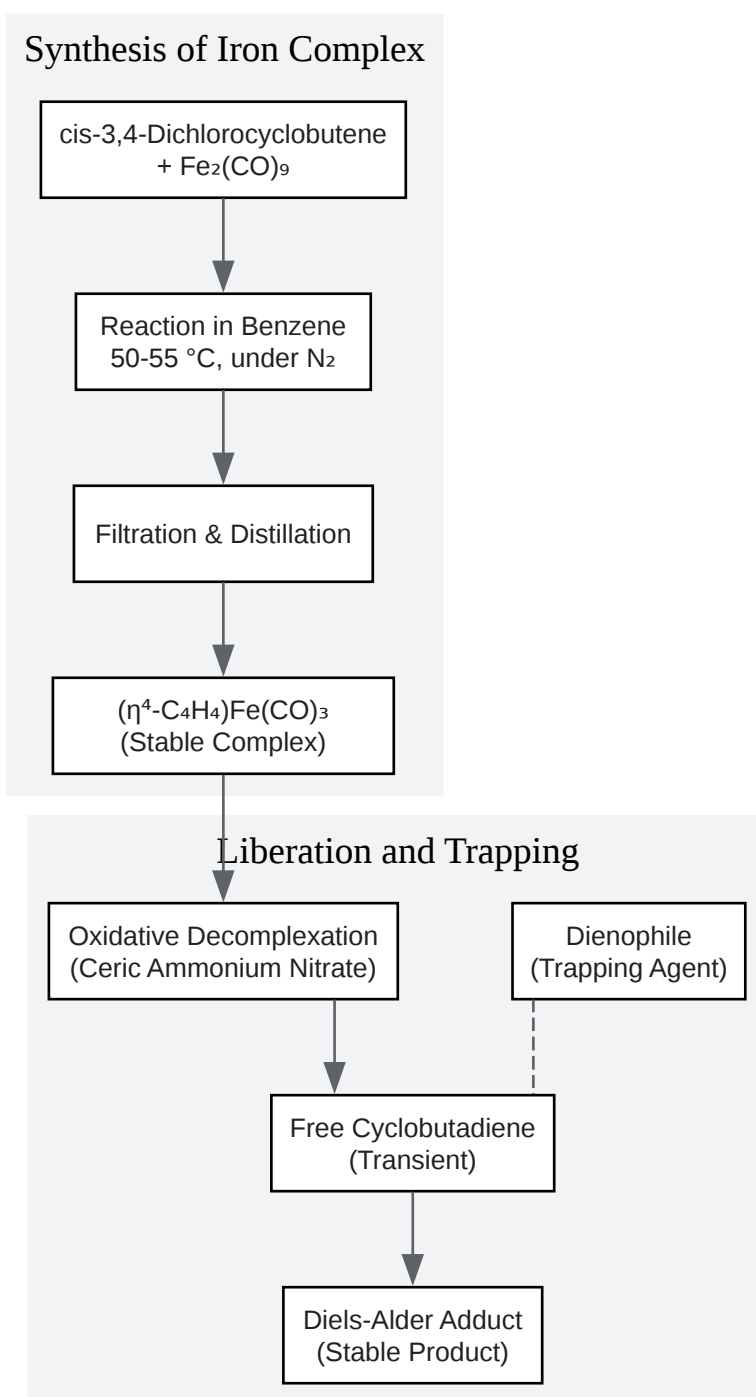 Synthesis of Iron Complex
cis-3,4-Dichlorocyclobutene
+ Fe₂(CO)₉
Reaction in Benzene
50-55 °C, under N₂
Filtration & Distillation
(η⁴-C₄H₄)Fe(CO)₃
(Stable Complex)
Liberation and Trapping
Oxidative Decomplexation
(Ceric Ammonium Nitrate)
Dienophile
(Trapping Agent)
Free Cyclobutadiene
(Transient)
Diels-Alder Adduct
(Stable Product)